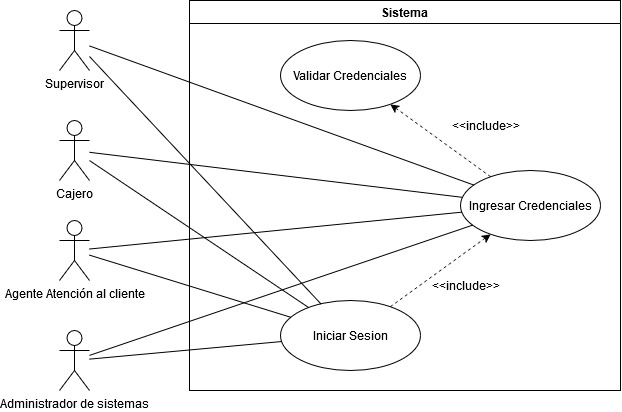 Sistema
Supervisor
Validar Credenciales
<<include>>
Cajero
Ingresar Credenciales
Agente Atención al cliente
<<include>>
Iniciar Sesion
Administrador de sistemas